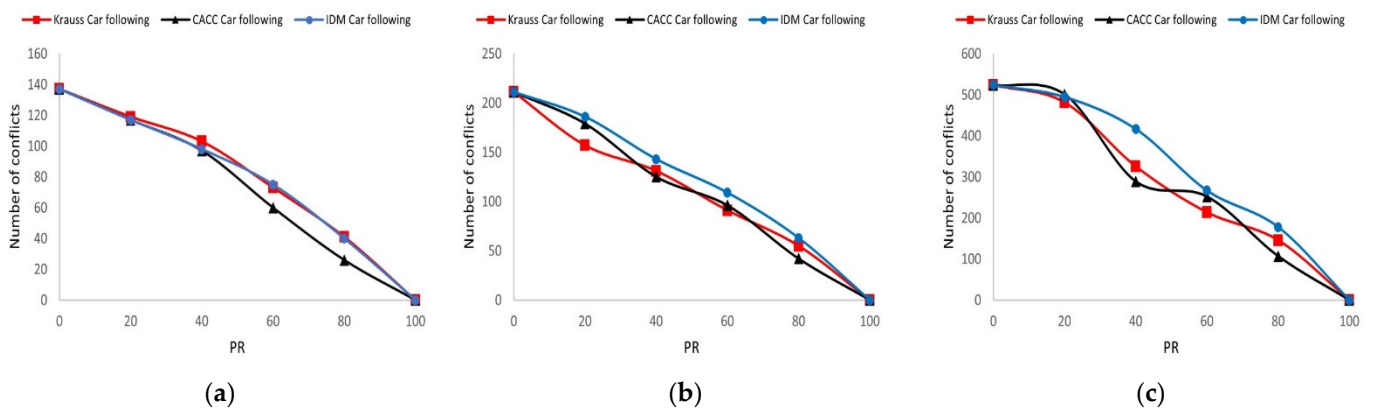 Krauss Car following CACC Car following IDM Car following
160
140
120
100
80
60
40
20
0
Number of conflicts
0 20 40 60 80 100
PR
(a)
Krauss Car following CACC Car following IDM Car following
250
200
150
100
50
0
Number of conflicts
0 20 40 60 80 100
PR
(b)
Krauss Car following CACC Car following IDM Car following
600
500
400
300
200
100
0
Number of conflicts
0 20 40 60 80 100
PR
(c)